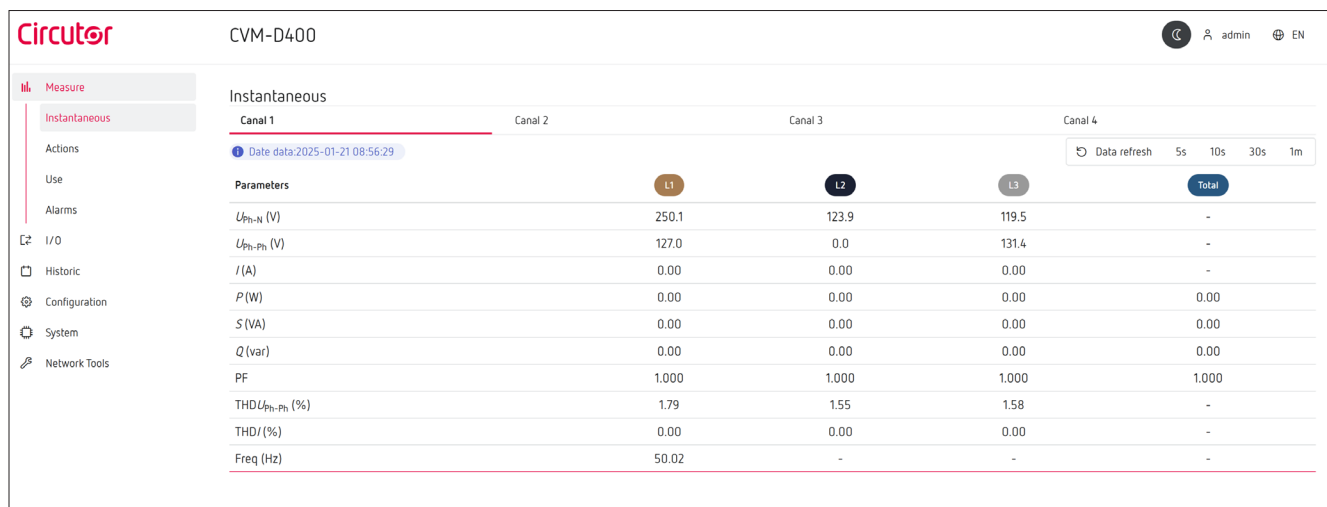 Circutor
CVM-D400
admin
EN
Measure
Instantaneous
Actions
Use
Alarms
I/O
Historic
Configuration
System
Network Tools
Instantaneous
Canal 1 Canal 2 Canal 3 Canal 4
Date data:2025-01-21 08:56:29
Data refresh 5s 10s 30s 1m
Parameters L1 L2 L3 Total
UPh-N (V) 250.1 123.9 119.5 -
UPh-Ph (V) 127.0 0.0 131.4 -
I (A) 0.00 0.00 0.00 -
P (W) 0.00 0.00 0.00 0.00
S (VA) 0.00 0.00 0.00 0.00
Q (var) 0.00 0.00 0.00 0.00
PF 1.000 1.000 1.000 1.000
THDUPh-Ph (%) 1.79 1.55 1.58 -
THDI (%) 0.00 0.00 0.00 -
Freq (Hz) 50.02 - - -